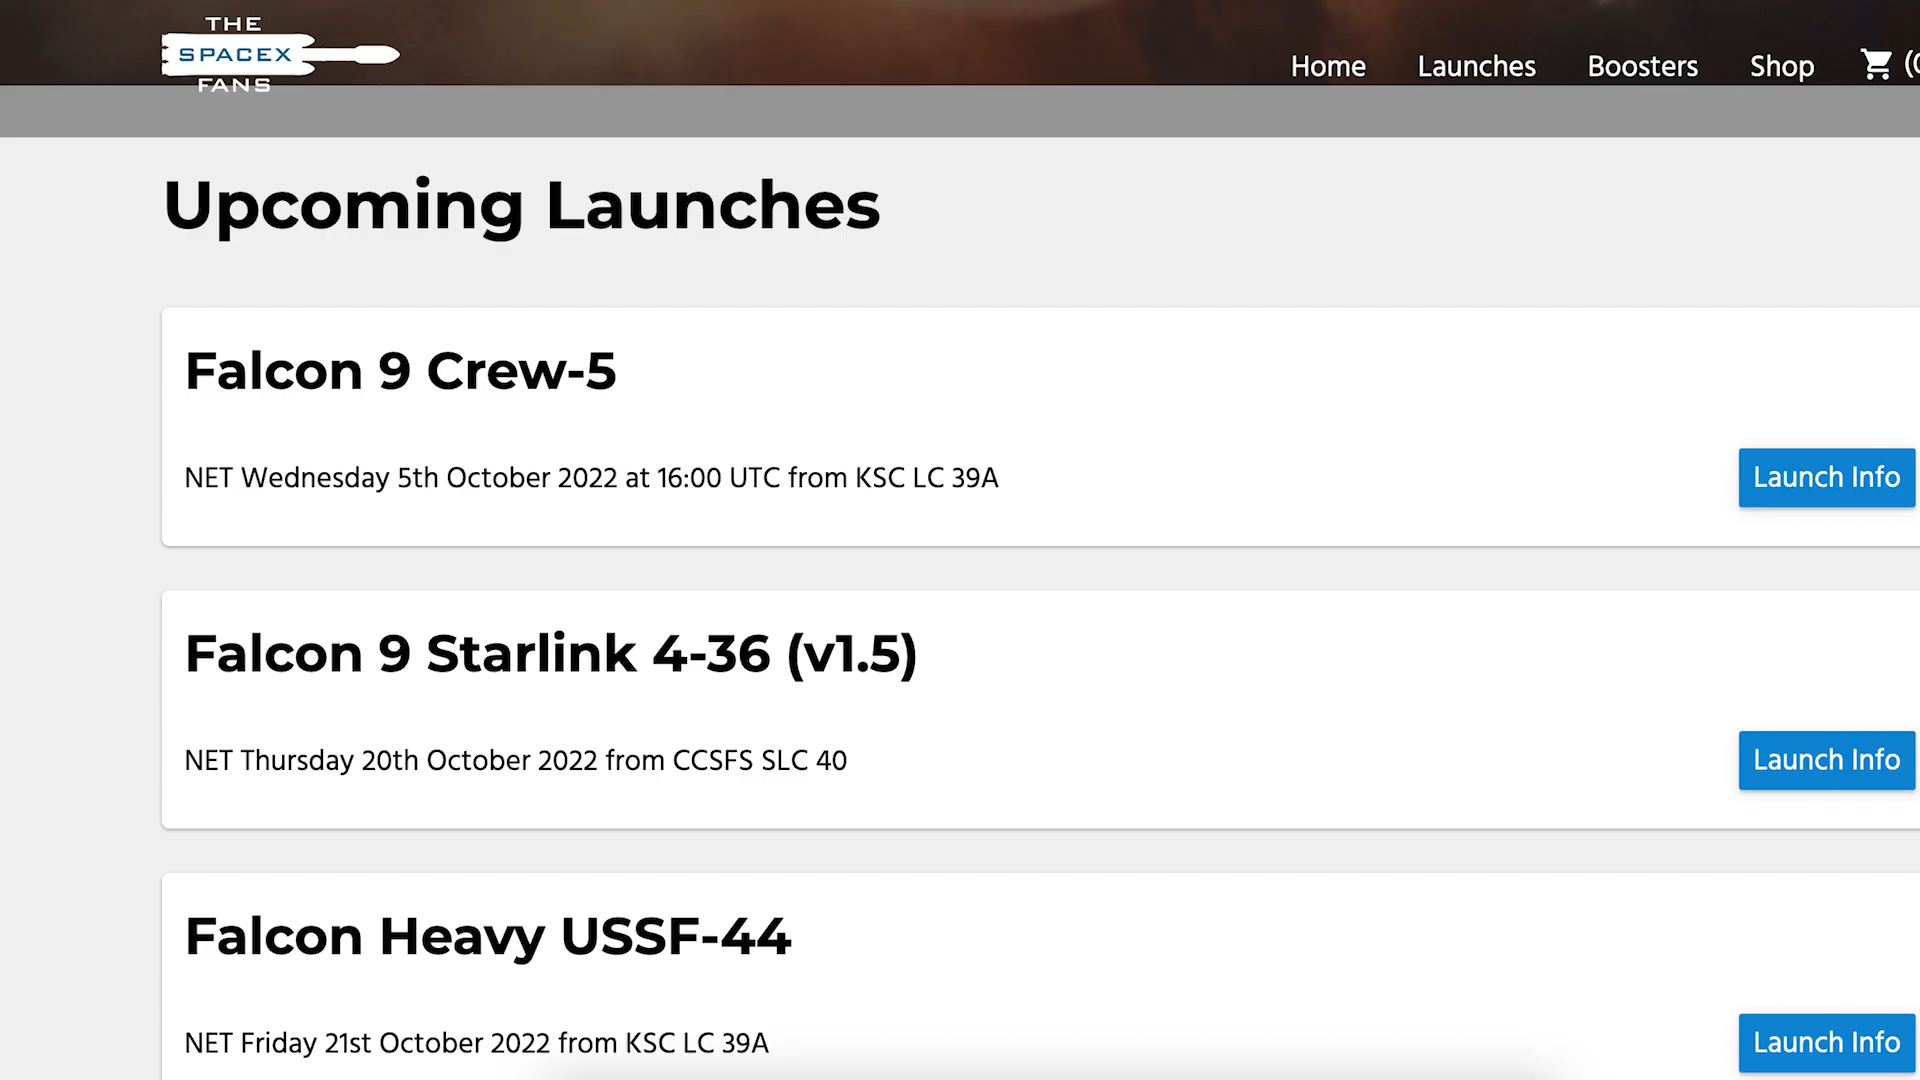 THE
SPACEX
FANS
Home Launches Boosters Shop
Upcoming Launches
Falcon 9 Crew-5
NET Wednesday 5th October 2022 at 16:00 UTC from KSC LC 39A
Launch Info
Falcon 9 Starlink 4-36 (v1.5)
NET Thursday 20th October 2022 from CCSFS SLC 40
Launch Info
Falcon Heavy USSF-44
NET Friday 21st October 2022 from KSC LC 39A
Launch Info